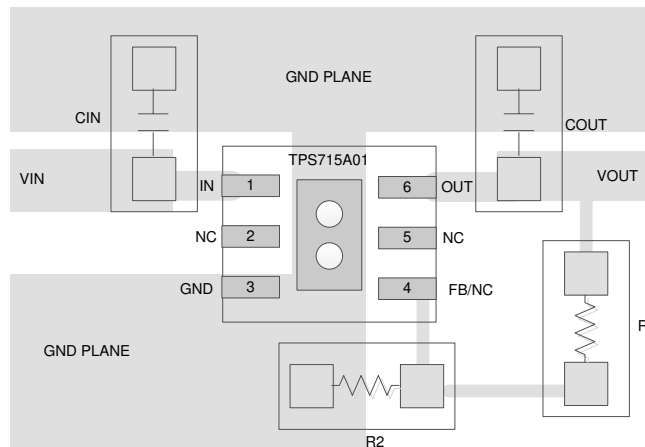 GND PLANE
CIN
COUT
TPS715A01
VIN
IN
1
6
OUT
VOUT
NC
2
5
NC
GND
3
4
FB/NC
R
GND PLANE
R2